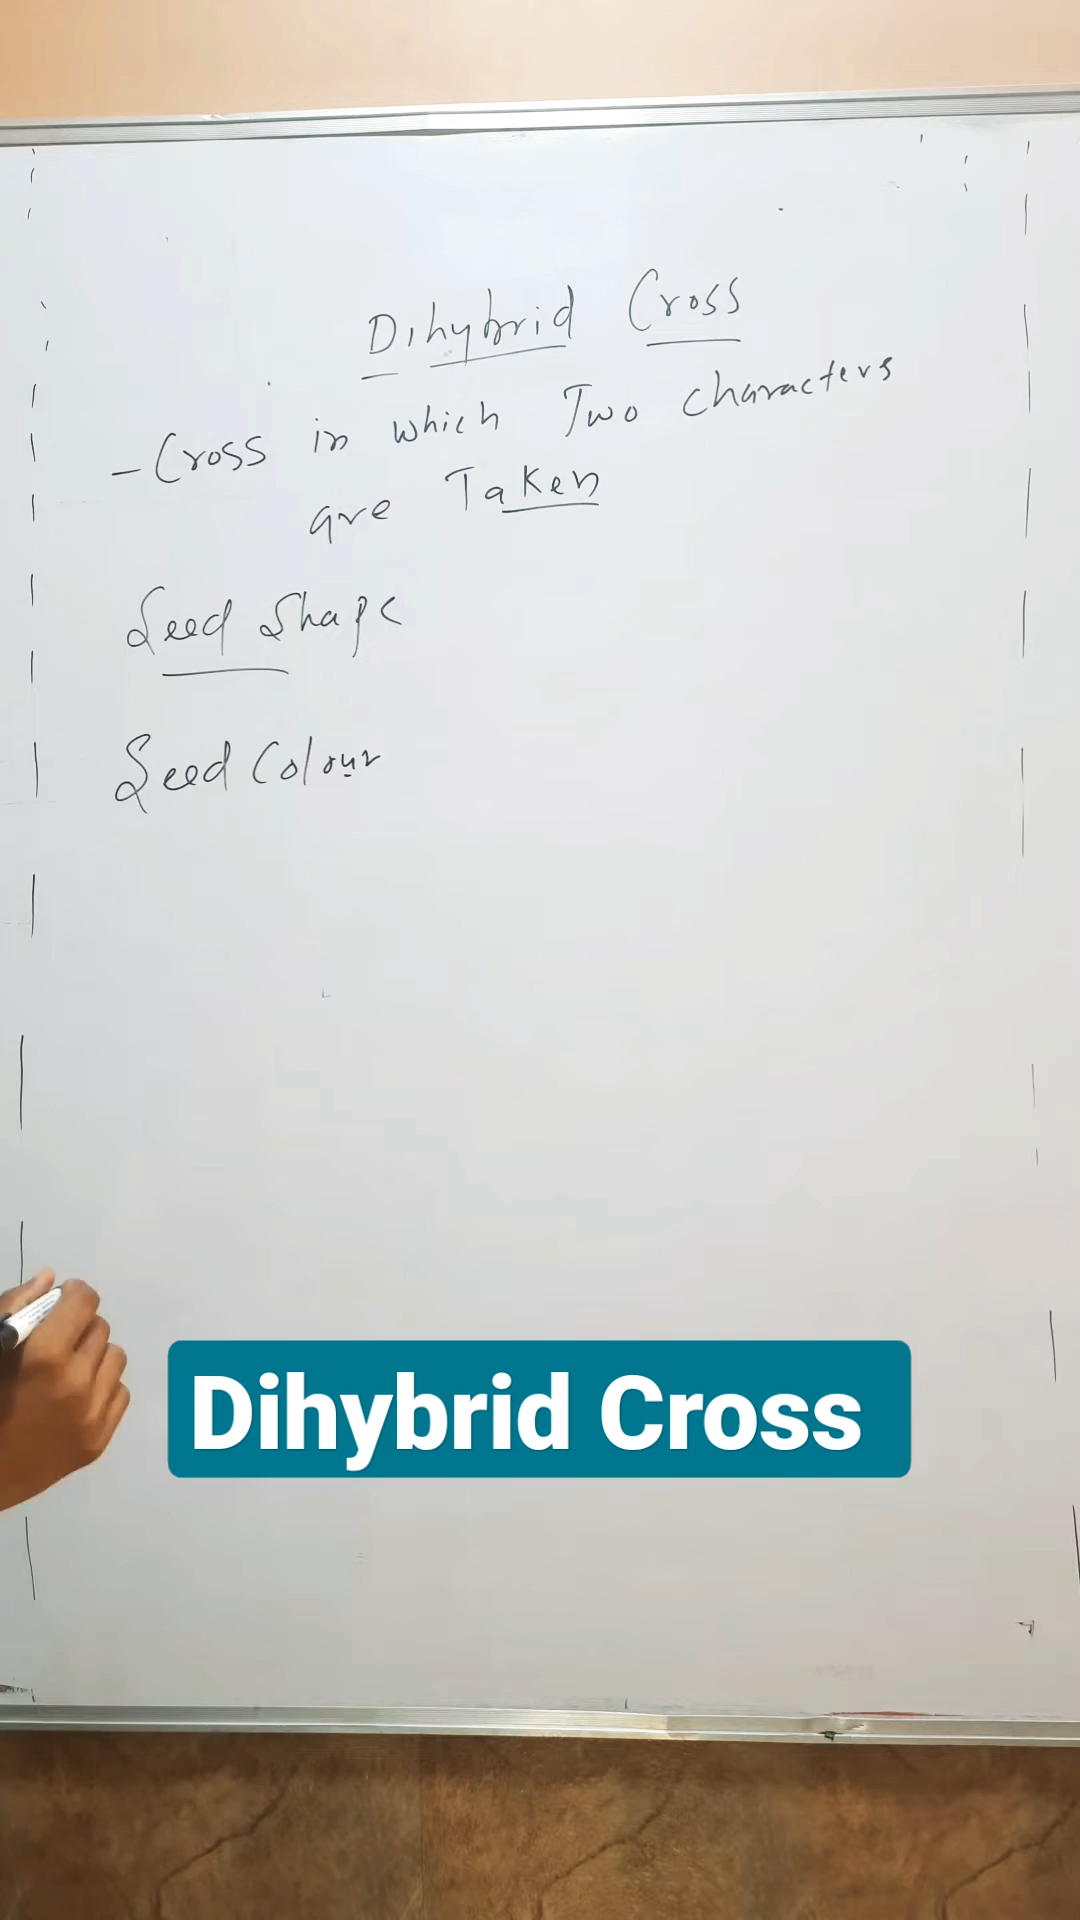 Dihybrid Cross
- Cross in which Two characters
are Taken
Seed Shape
Seed Colour
Dihybrid Cross